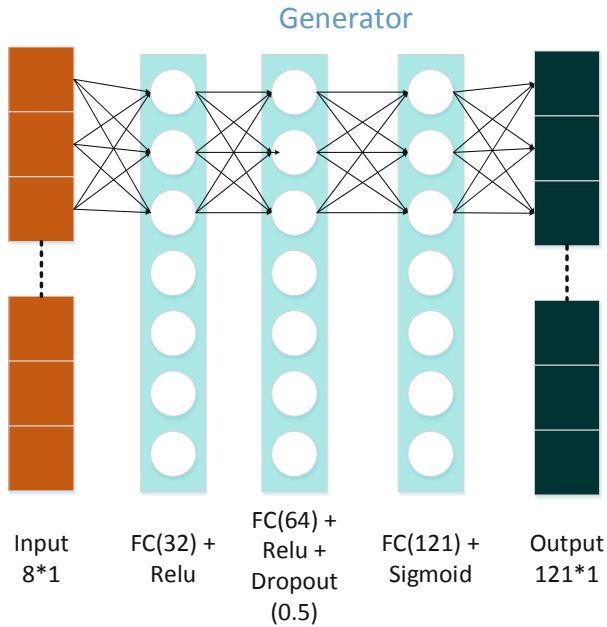 Generator
Input
8*1
FC(32) +
Relu
FC(64) +
Relu +
Dropout
(0.5)
FC(121) +
Sigmoid
Output
121*1